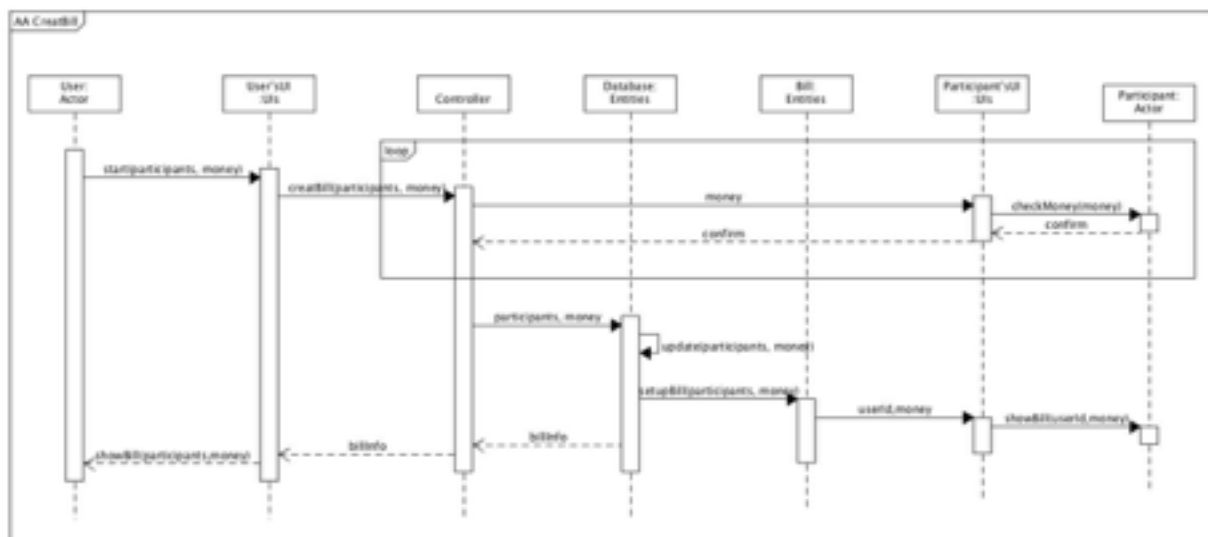 AA CreatBill
User:
Actor
User'sUI
:UIs
Controller
Database:
Entities
Bill:
Entities
Participant'sUI
:UIs
Participant:
Actor
loop
start(participants, money)
creatBill(participants, money)
money
checkMoney(money)
confirm
confirm
participants, money
update(participants, money)
setupBill(participants, money)
userId,money
showBill(userId,money)
billInfo
billInfo
showBill(participants,money)